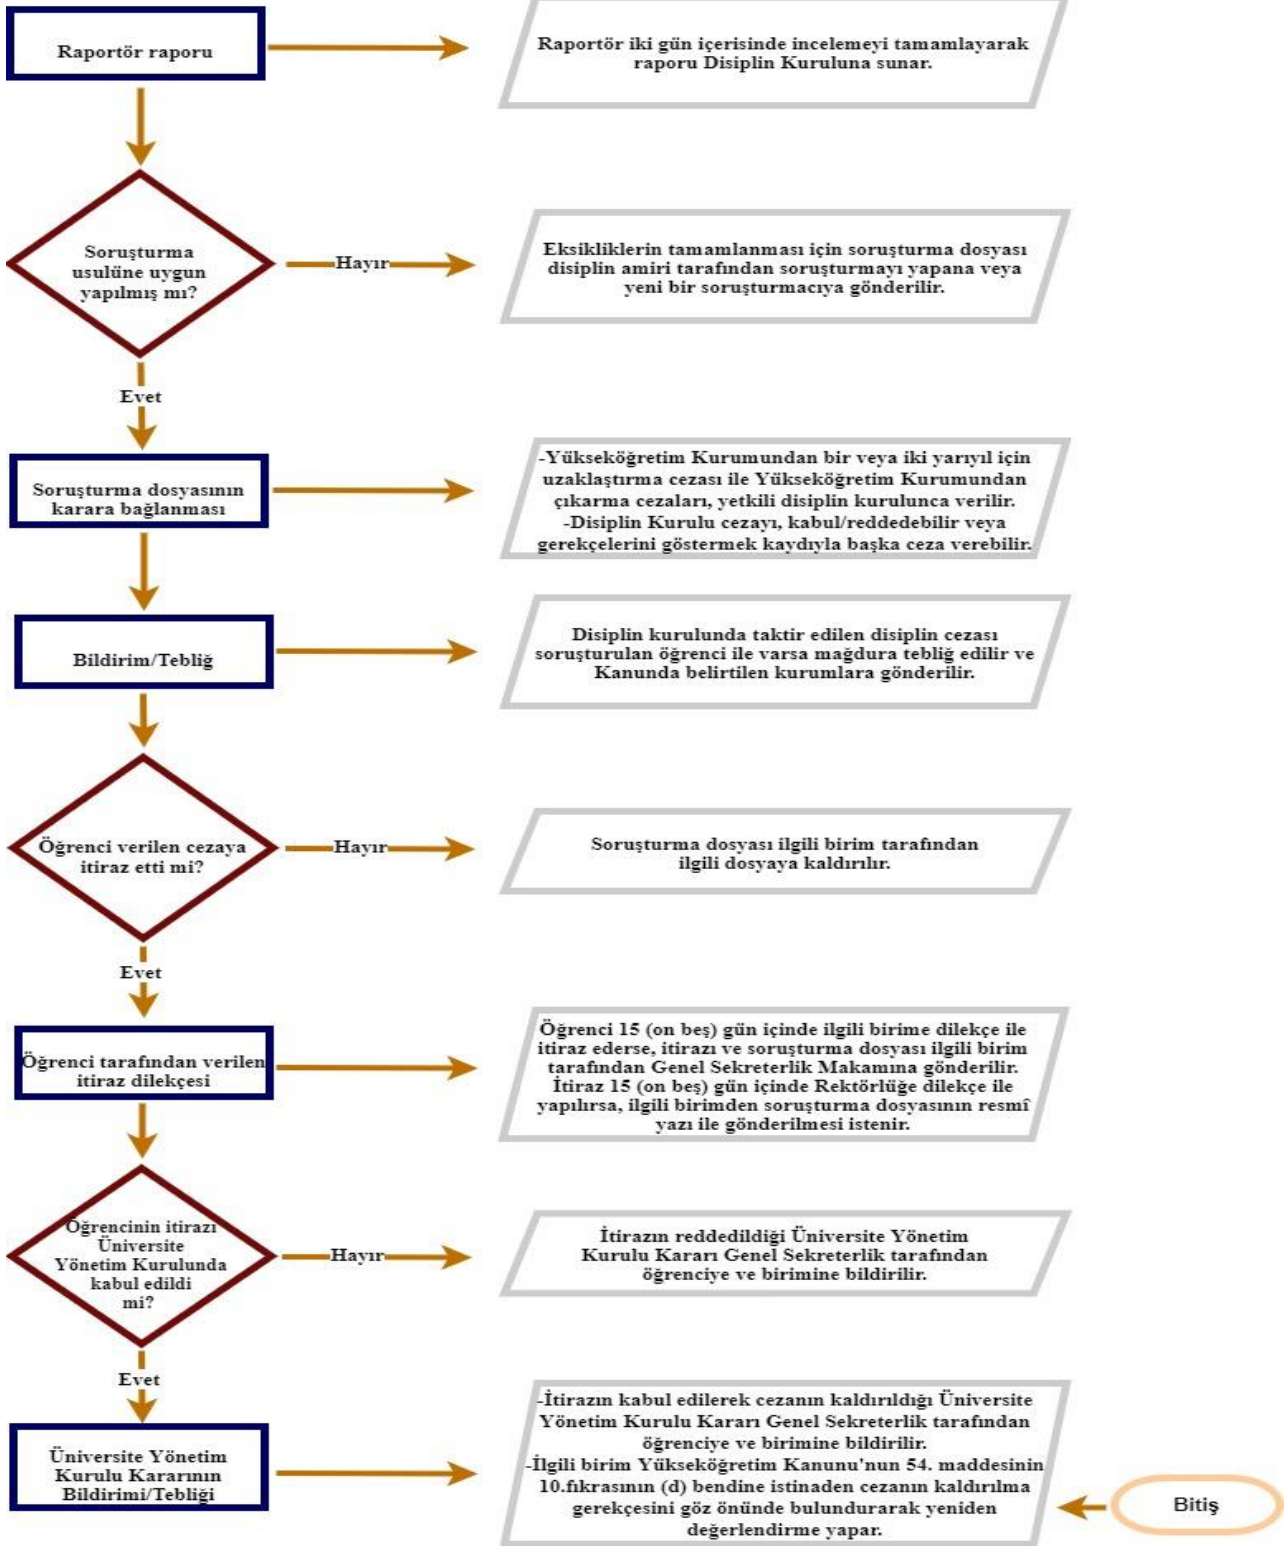 Raportör raporu
Raportör iki gün içerisinde incelemeyi tamamlayarak
raporu Disiplin Kuruluna sunar.
Soruşturma
usulüne uygun
yapılmış mı?
Hayır
Eksikliklerin tamamlanması için soruşturma dosyası
disiplin amiri tarafından soruşturmayı yapana veya
yeni bir soruşturmacıya gönderilir.
Evet
Soruşturma dosyasının
karara bağlanması
-Yükseköğretim Kurumundan bir veya iki yarıyıl için
uzaklaştırma cezası ile Yükseköğretim Kurumundan
çıkarma cezaları, yetkili disiplin kurulunca verilir.
-Disiplin Kurulu cezayı, kabul/reddedebilir veya
gerekçelerini göstermek kaydıyla başka ceza verebilir.
Bildirim/Tebliğ
Disiplin kurulunda taktir edilen disiplin cezası
soruşturulan öğrenci ile varsa mağdura tebliğ edilir ve
Kanunda belirtilen kurumlara gönderilir.
Öğrenci verilen cezaya
itiraz etti mi?
Hayır
Soruşturma dosyası ilgili birim tarafından
ilgili dosyaya kaldırılır.
Evet
Öğrenci tarafından verilen
itiraz dilekçesi
Öğrenci 15 (on beş) gün içinde ilgili birime dilekçe ile
itiraz ederse, itirazı ve soruşturma dosyası ilgili birim
tarafından Genel Sekreterlik Makamına gönderilir.
İtiraz 15 (on beş) gün içinde Rektörlüğe dilekçe ile
yapılırsa, ilgili birimden soruşturma dosyasının resmî
yazı ile gönderilmesi istenir.
Öğrencinin itirazı
Üniversite
Yönetim Kurulunda
kabul edildi
mi?
Hayır
İtirazın reddedildiği Üniversite Yönetim
Kurulu Kararı Genel Sekreterlik tarafından
öğrenciye ve birimine bildirilir.
Evet
Üniversite Yönetim
Kurulu Kararının
Bildirimi/Tebliği
-İtirazın kabul edilerek cezanın kaldırıldığı Üniversite
Yönetim Kurulu Kararı Genel Sekreterlik tarafından
öğrenciye ve birimine bildirilir.
-İlgili birim Yükseköğretim Kanunu'nun 54. maddesinin
10.fıkrasının (d) bendine istinaden cezanın kaldırılma
gerekçesini göz önünde bulundurarak yeniden
değerlendirme yapar.
Bitiş